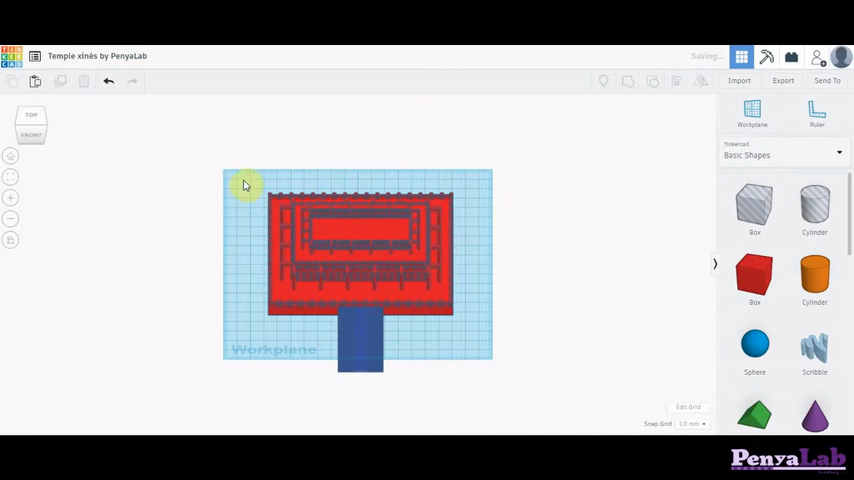 TIN
KER
CAD
Temple xinès by PenyaLab
Saving...
Import
Export
Send To
TOP
FRONT
Workplane
Ruler
Tinkercad
Basic Shapes
Box
Cylinder
Box
Cylinder
Sphere
Scribble
Workplane
Edit Grid
Snap Grid
1.0 mm
PenyaLab